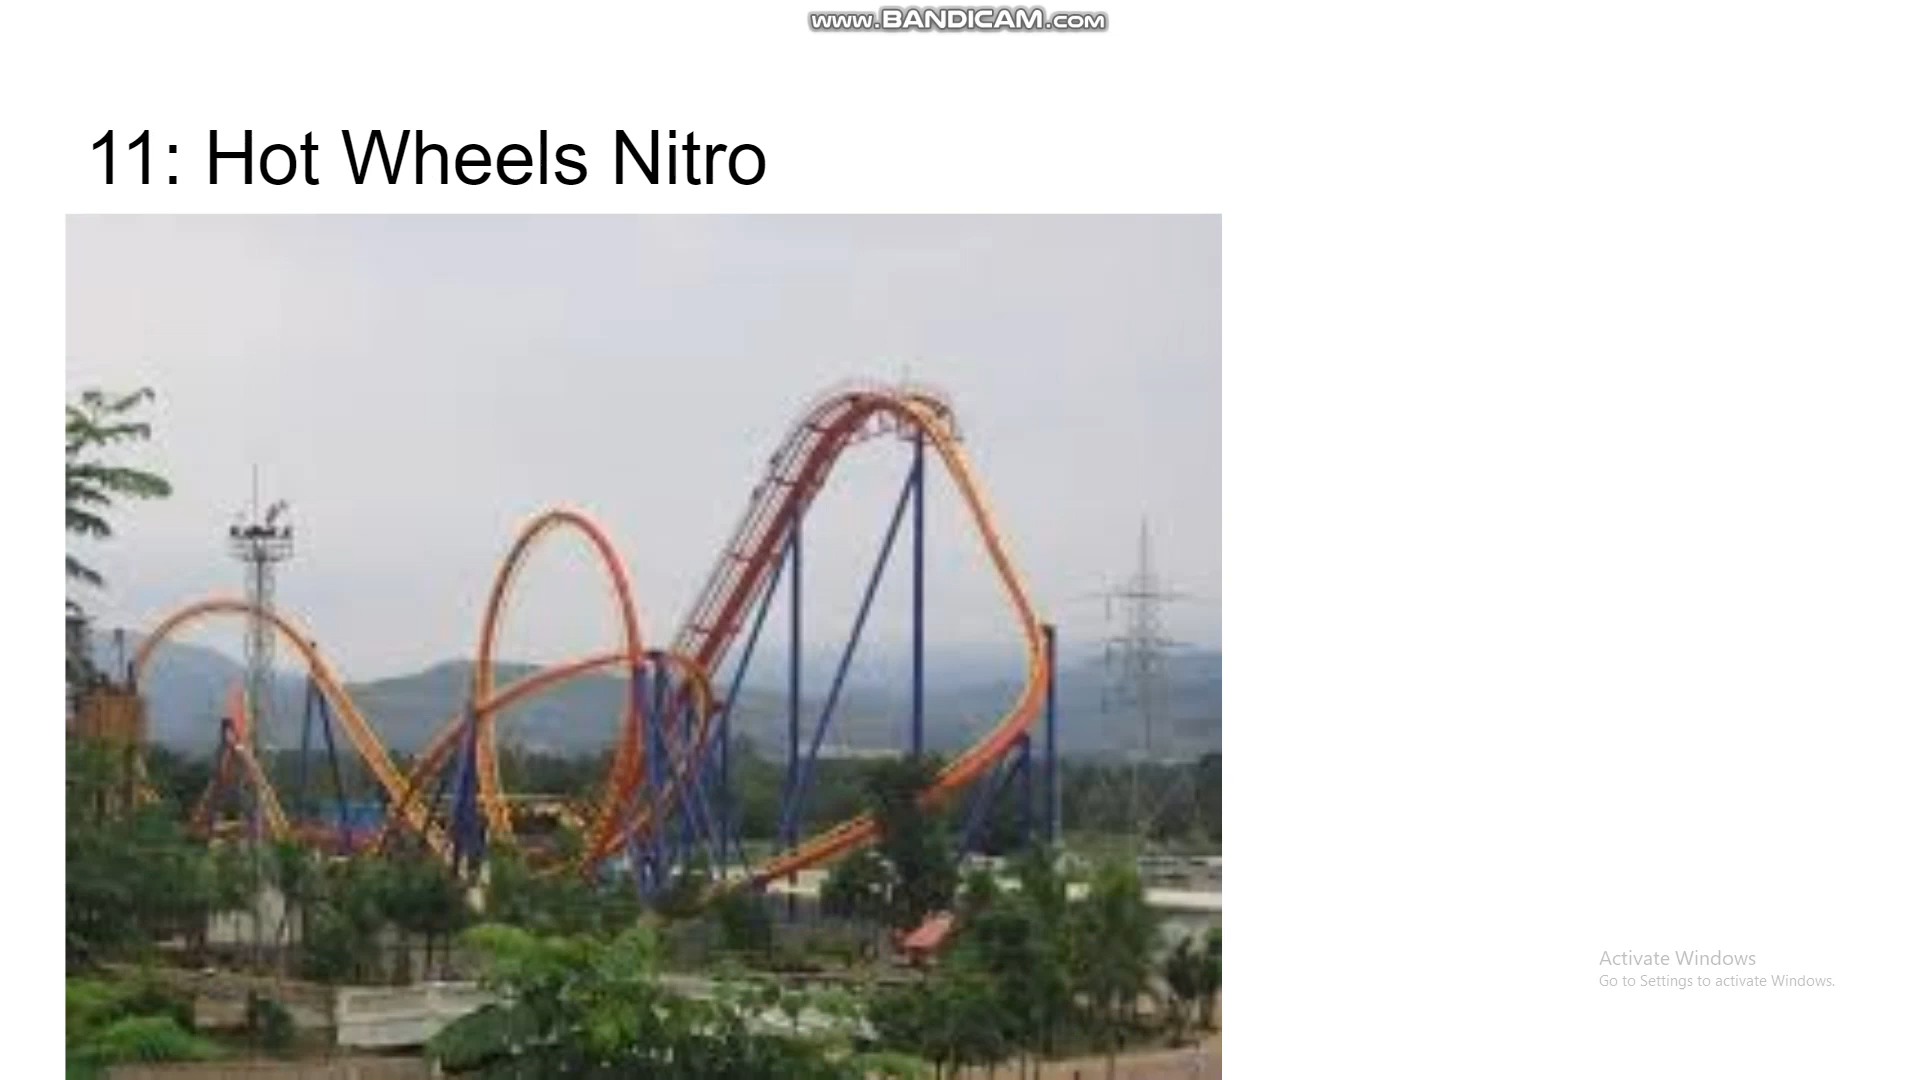 www.BANDICAM.com
11: Hot Wheels Nitro
Activate Windows
Go to Settings to activate Windows.